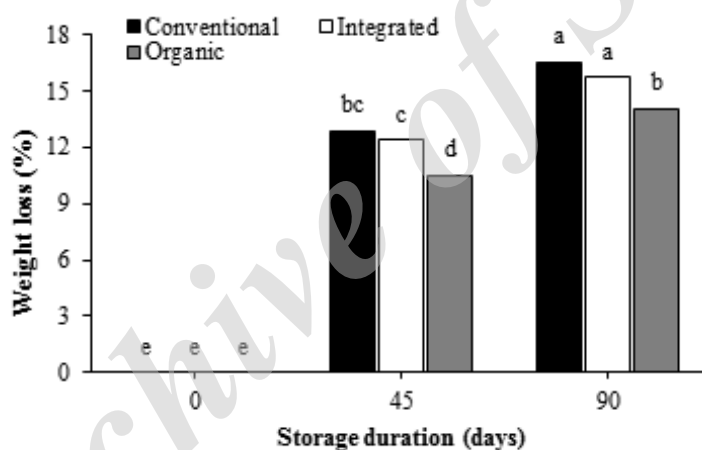 Conventional Integrated
Organic
18
15
12
9
6
3
0
Weight loss (%)
e e e
bc c d
a a b
0 45 90
Storage duration (days)